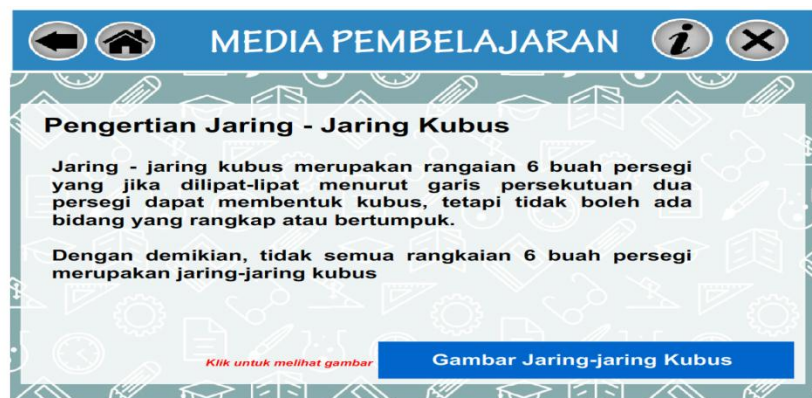 MEDIA PEMBELAJARAN
Pengertian Jaring - Jaring Kubus
Jaring - jaring kubus merupakan rangaian 6 buah persegi
yang jika dilipat-lipat menurut garis persekutuan dua
persegi dapat membentuk kubus, tetapi tidak boleh ada
bidang yang rangkap atau bertumpuk.
Dengan demikian, tidak semua rangkaian 6 buah persegi
merupakan jaring-jaring kubus
Klik untuk melihat gambar
Gambar Jaring-jaring Kubus